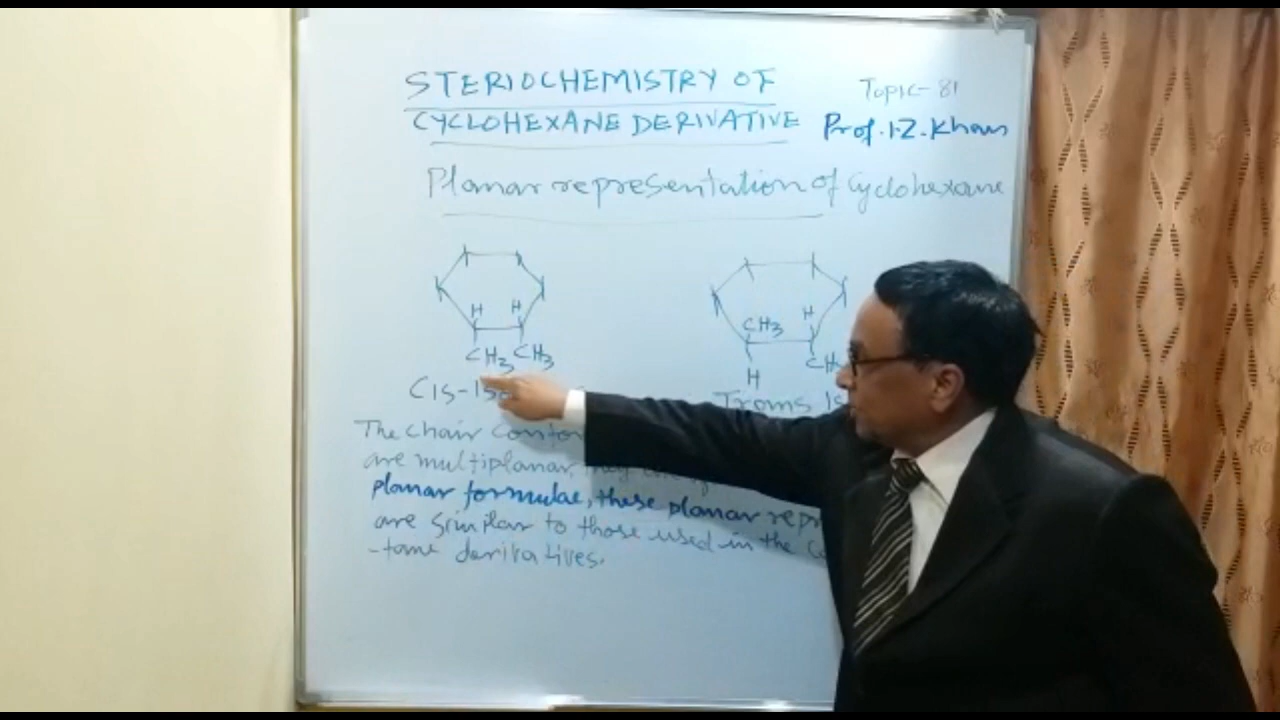 STERIOCHEMISTRY OF
CYCLOHEXANE DERIVATIVE
Topic-81
Prof. I.Z. Khan
Planar representation of Cyclohexane
H H
CH3 CH3
Cis-
CH3 H
H
Trans
The chair
are multiplanar,
planar formulae, these planar
are similar to those used in the
-tane derivatives.